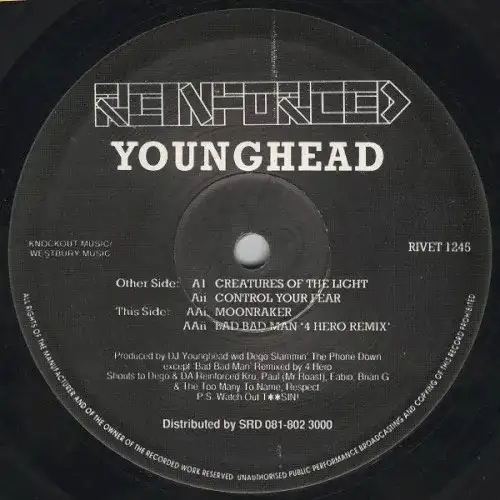 REINFORCED
YOUNGHEAD
KNOCKOUT MUSIC/
WESTBURY MUSIC
RIVET 1245
Other Side: A1 CREATURES OF THE LIGHT
Aii CONTROL YOUR FEAR
This Side: AAi MOONRAKER
AAii BAD BAD MAN '4 HERO REMIX'
Produced by DJ Younghead wid Dego Slammin' The Phone Down
except 'Bad Bad Man' Remixed by 4 Hero
Shouts to Dego & DA Reinforced Kru, Paul (Mr Roast), Fabio, Brian G
& The Too Many To Name, Respect
P.S. Watch Out T**SIN!
Distributed by SRD 081-802 3000
ALL RIGHTS OF THE MANUFACTURER AND OF THE OWNER OF THE RECORDED WORK RESERVED. UNAUTHORISED PUBLIC PERFORMANCE BROADCASTING AND COPYING OF THIS RECORD PROHIBITED